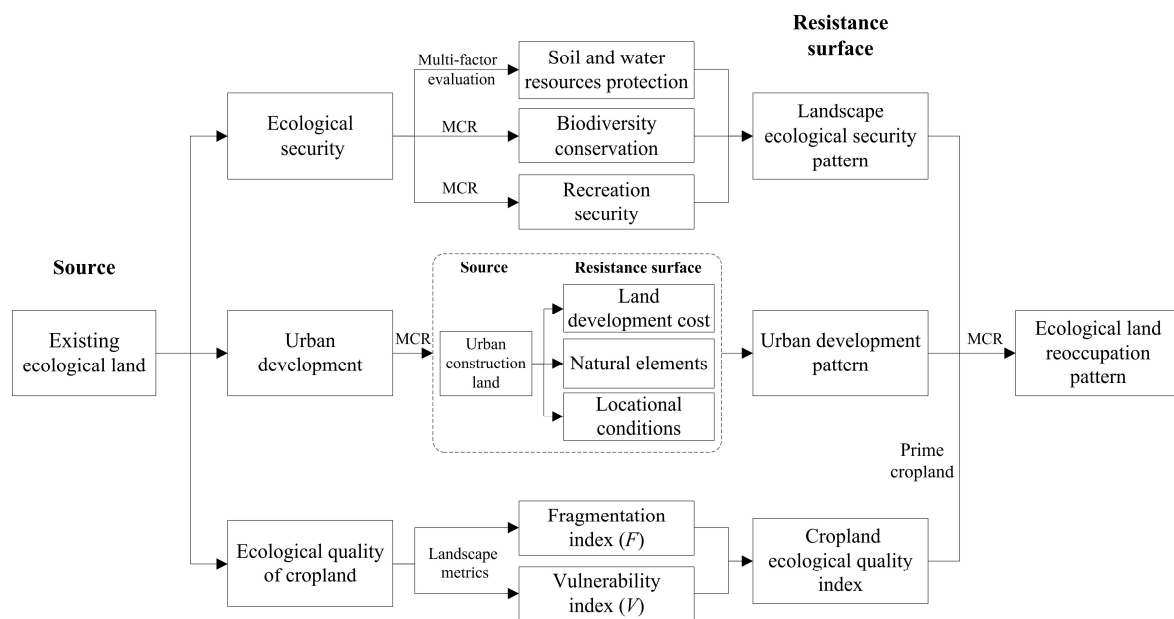 Resistance
surface
Multi-factor
evaluation
Soil and water
resources protection
Ecological
security
MCR
Biodiversity
conservation
Landscape
ecological security
pattern
MCR
Recreation
security
Source
Source
Resistance surface
Existing
ecological land
Urban
development
MCR
Urban
construction
land
Land
development cost
Natural elements
Locational
conditions
Urban development
pattern
MCR
Ecological land
reoccupation
pattern
Prime
cropland
Ecological quality
of cropland
Landscape
metrics
Fragmentation
index (F)
Vulnerability
index (V)
Cropland
ecological quality
index